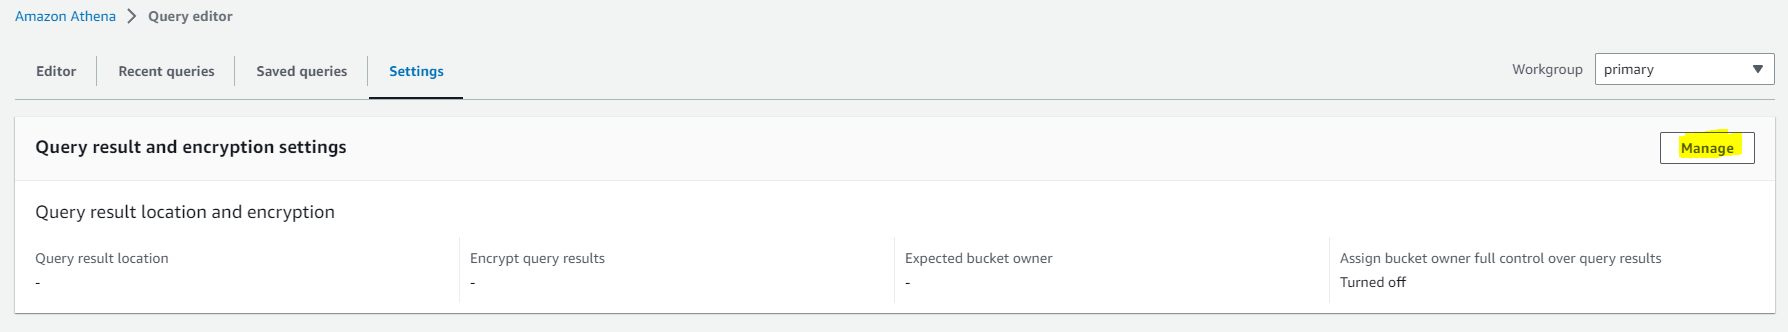 Amazon Athena > Query editor
Editor Recent queries Saved queries Settings Workgroup primary
Query result and encryption settings Manage
Query result location and encryption
Query result location Encrypt query results Expected bucket owner Assign bucket owner full control over query results
- - - Turned off